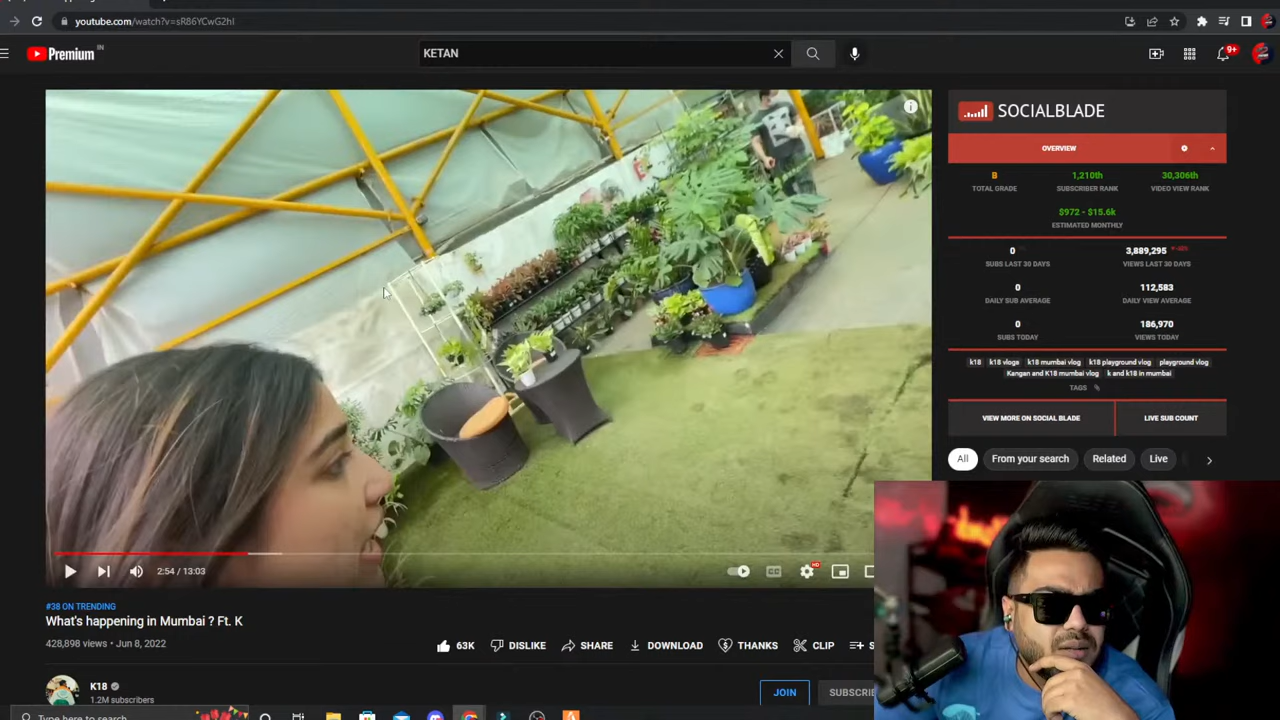 youtube.com/watch?v=sR86YCwG2hI
Premium IN
KETAN
9+
SOCIALBLADE
OVERVIEW
B 1,210th 30,306th
TOTAL GRADE SUBSCRIBER RANK VIDEO VIEW RANK
$972 - $15.6k
ESTIMATED MONTHLY
0 3,889,295
SUBS LAST 30 DAYS VIEWS LAST 30 DAYS
0 112,583
DAILY SUB AVERAGE DAILY VIEW AVERAGE
0 186,970
SUBS TODAY VIEWS TODAY
k18 k18 vloga k18 mumbai vlog k18 playground vlog playground vlog
Kangan and K18 mumbai vlog k and k18 in mumbai
TAGS
VIEW MORE ON SOCIAL BLADE LIVE SUB COUNT
All From your search Related Live
2:54 / 13:03
CC HD
#38 ON TRENDING
What's happening in Mumbai ? Ft. K
428,898 views • Jun 8, 2022
63K DISLIKE SHARE DOWNLOAD THANKS CLIP S
K18
1.2M subscribers
JOIN SUBSCRIBE
Type here to search